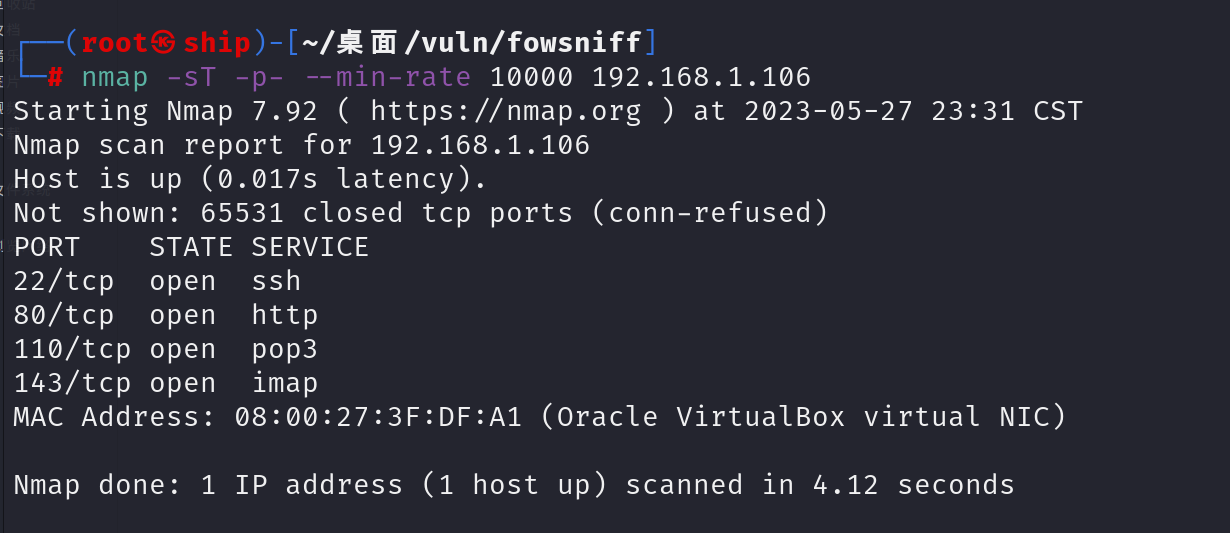 ┌──(root㉿ship)-[~/桌面/vuln/fowsniff]
└─# nmap -sT -p- --min-rate 10000 192.168.1.106
Starting Nmap 7.92 ( https://nmap.org ) at 2023-05-27 23:31 CST
Nmap scan report for 192.168.1.106
Host is up (0.017s latency).
Not shown: 65531 closed tcp ports (conn-refused)
PORT    STATE SERVICE
22/tcp  open  ssh
80/tcp  open  http
110/tcp open  pop3
143/tcp open  imap
MAC Address: 08:00:27:3F:DF:A1 (Oracle VirtualBox virtual NIC)
Nmap done: 1 IP address (1 host up) scanned in 4.12 seconds